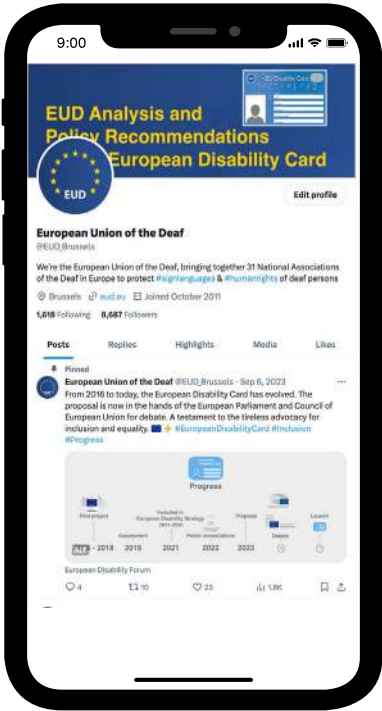 9:00
EUD Analysis and
Policy Recommendations
European Disability Card
EUD
Edit profile
European Union of the Deaf
@EUD_Brussels
We're the European Union of the Deaf, bringing together 31 National Associations
of the Deaf in Europe to protect #signlanguages & #humanrights of deaf persons
Brussels eud.eu Joined October 2011
1,618 Following 8,687 Followers
Posts Replies Highlights Media Likes
Pinned
European Union of the Deaf @EUD_Brussels · Sep 6, 2023
From 2016 to today, the European Disability Card has evolved. The
proposal is now in the hands of the European Parliament and Council of
European Union for debate. A testament to the tireless advocacy for
inclusion and equality. #EuropeanDisabilityCard #Inclusion
#Progress
Progress
Pilot project
Included in
European Disability Strategy
2021-2030
Proposal
Launch
Assessment
Public consultations
Debate
- 2018 2019 2021 2022 2023
European Disability Forum
4 10 23 1.8K